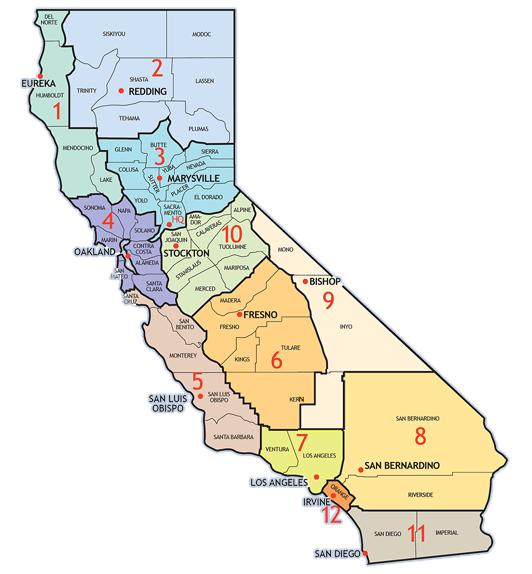 DEL
NORTE
SISKIYOU
MODOC
EUREKA
HUMBOLDT
1
TRINITY
2
SHASTA
REDDING
LASSEN
TEHAMA
PLUMAS
MENDOCINO
LAKE
GLENN
BUTTE
3
COLUSA
SUTTER
YUBA
NEVADA
SIERRA
MARYSVILLE
PLACER
YOLO
EL DORADO
SACRA-
MENTO
HQ
SONOMA
NAPA
4
SOLANO
MARIN
OAKLAND
CONTRA
COSTA
ALAMEDA
SAN
MATEO
SANTA
CLARA
SANTA
CRUZ
AMA-
DOR
ALPINE
CALAVERAS
SAN
JOAQUIN
10
STOCKTON
TUOLUMNE
STANISLAUS
MARIPOSA
MERCED
MONO
BISHOP
9
INYO
MADERA
FRESNO
FRESNO
TULARE
KINGS
6
KERN
SAN
BENITO
MONTEREY
5
SAN LUIS
OBISPO
SAN LUIS
OBISPO
SANTA BARBARA
7
VENTURA
LOS ANGELES
LOS ANGELES
SAN BERNARDINO
8
SAN BERNARDINO
RIVERSIDE
ORANGE
IRVINE
12
SAN DIEGO
11
IMPERIAL
SAN DIEGO